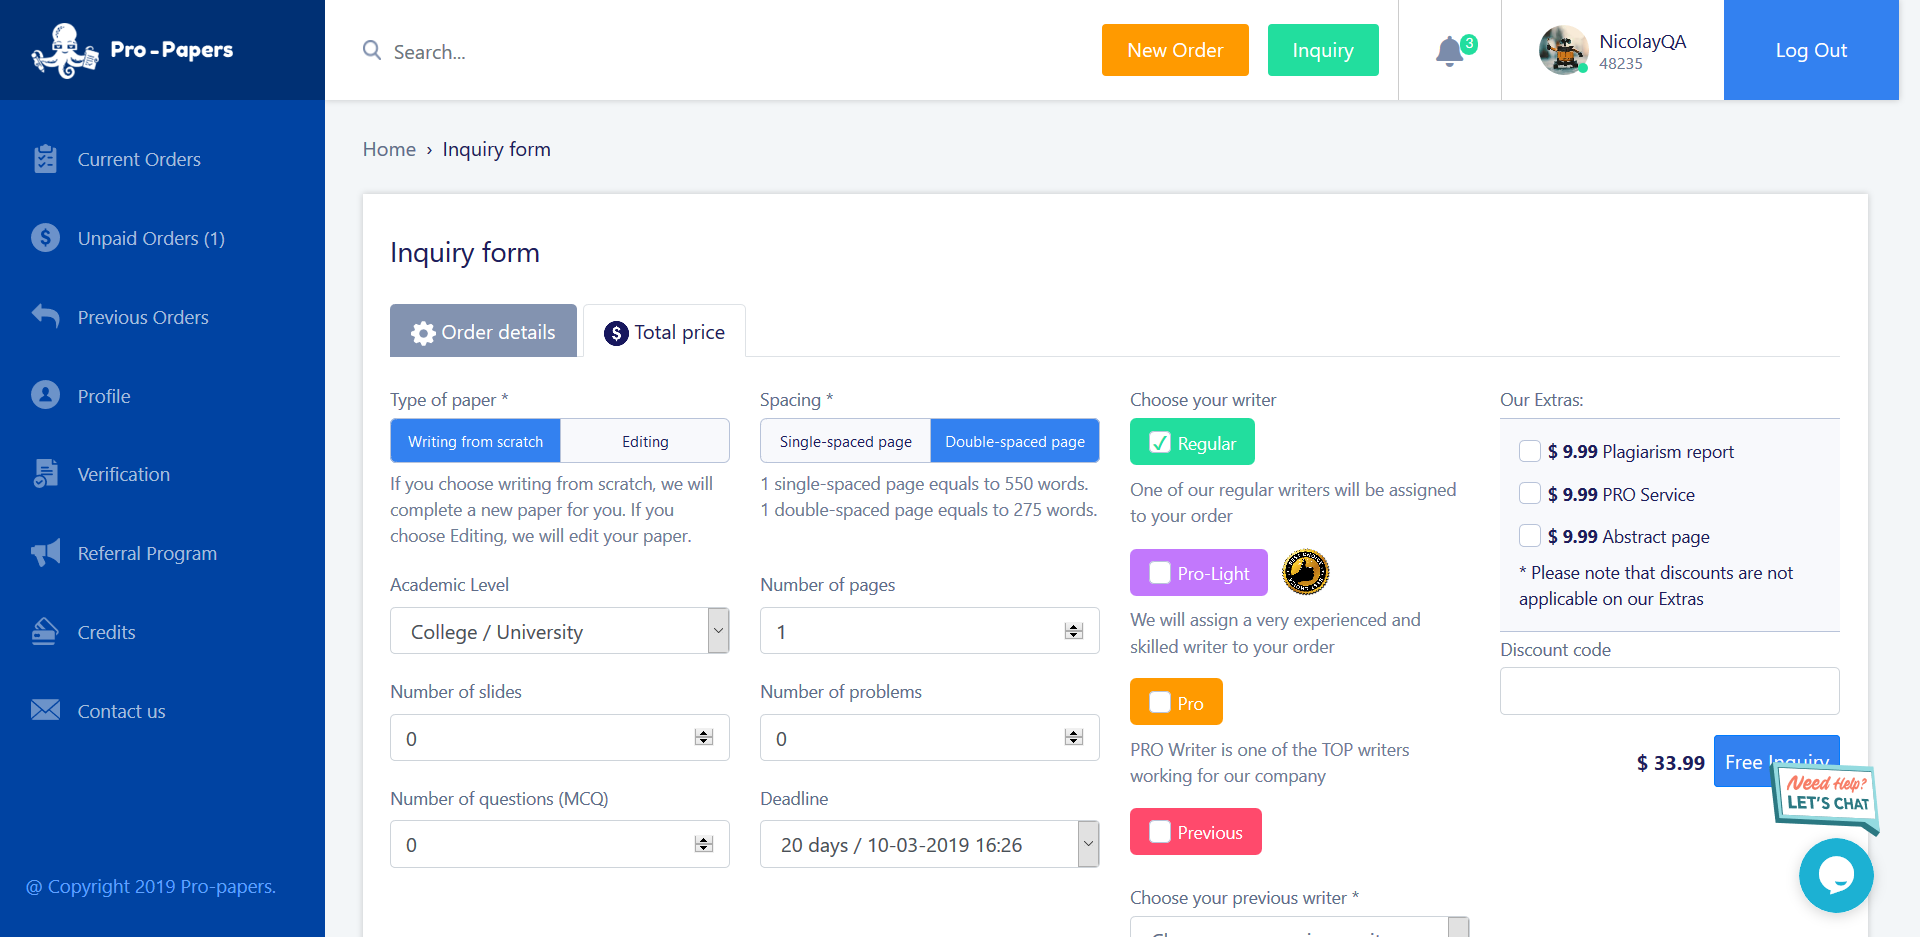 Pro-Papers
Search...
New Order
Inquiry
3
NicolayQA
48235
Log Out
Current Orders
Unpaid Orders (1)
Previous Orders
Profile
Verification
Referral Program
Credits
Contact us
@ Copyright 2019 Pro-papers.
Home › Inquiry form
Inquiry form
Order details
Total price
Type of paper *
Writing from scratch
Editing
If you choose writing from scratch, we will
complete a new paper for you. If you
choose Editing, we will edit your paper.
Spacing *
Single-spaced page
Double-spaced page
1 single-spaced page equals to 550 words.
1 double-spaced page equals to 275 words.
Academic Level
College / University
Number of pages
1
Number of slides
0
Number of problems
0
Number of questions (MCQ)
0
Deadline
20 days / 10-03-2019 16:26
Choose your writer
Regular
One of our regular writers will be assigned
to your order
Pro-Light
We will assign a very experienced and
skilled writer to your order
Pro
PRO Writer is one of the TOP writers
working for our company
Previous
Choose your previous writer *
Our Extras:
$ 9.99 Plagiarism report
$ 9.99 PRO Service
$ 9.99 Abstract page
* Please note that discounts are not
applicable on our Extras
Discount code
$ 33.99
Free Inquiry
Need Help?
LET'S CHAT